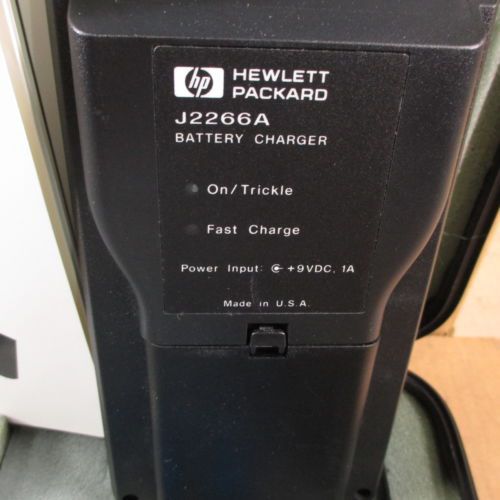 hp HEWLETT
PACKARD
J2266A
BATTERY CHARGER
On/Trickle
Fast Charge
Power Input: +9VDC, 1A
Made in U.S.A.